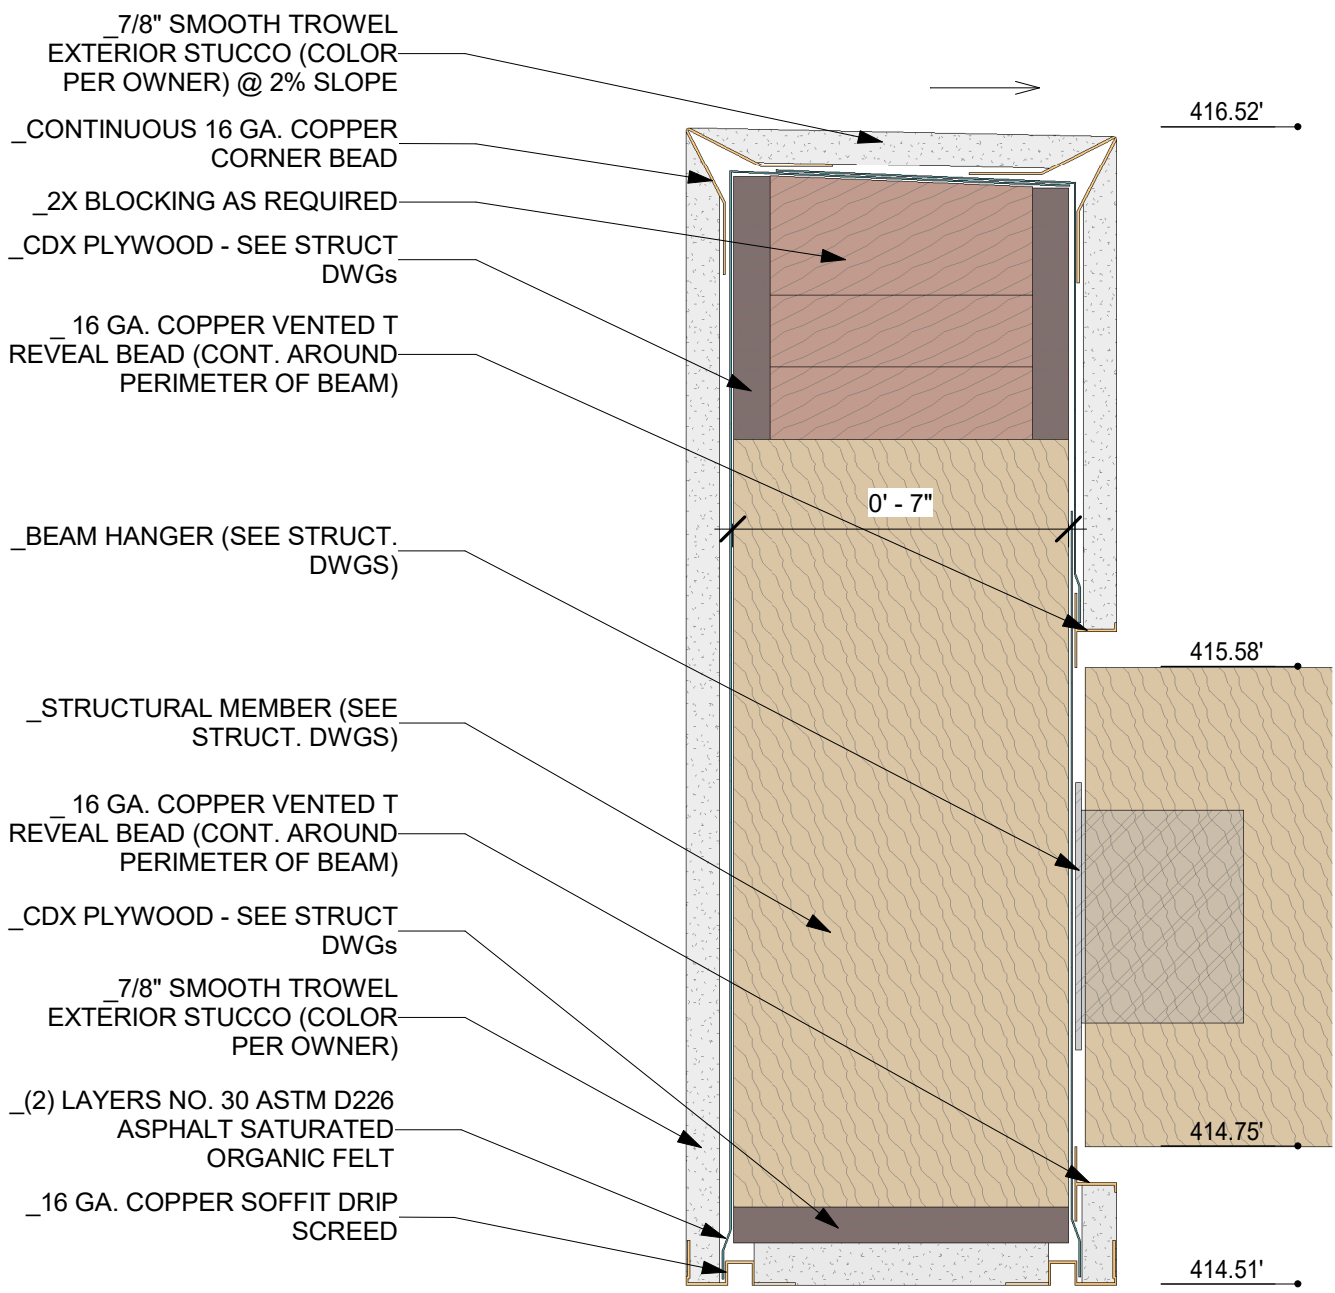 _7/8" SMOOTH TROWEL
EXTERIOR STUCCO (COLOR
PER OWNER) @ 2% SLOPE
_CONTINUOUS 16 GA. COPPER
CORNER BEAD
_2X BLOCKING AS REQUIRED
_CDX PLYWOOD - SEE STRUCT
DWGs
_ 16 GA. COPPER VENTED T
REVEAL BEAD (CONT. AROUND
PERIMETER OF BEAM)
_BEAM HANGER (SEE STRUCT.
DWGS)
_STRUCTURAL MEMBER (SEE
STRUCT. DWGS)
_ 16 GA. COPPER VENTED T
REVEAL BEAD (CONT. AROUND
PERIMETER OF BEAM)
_CDX PLYWOOD - SEE STRUCT
DWGs
_7/8" SMOOTH TROWEL
EXTERIOR STUCCO (COLOR
PER OWNER)
_(2) LAYERS NO. 30 ASTM D226
ASPHALT SATURATED
ORGANIC FELT
_16 GA. COPPER SOFFIT DRIP
SCREED
0' - 7"
416.52'
415.58'
414.75'
414.51'